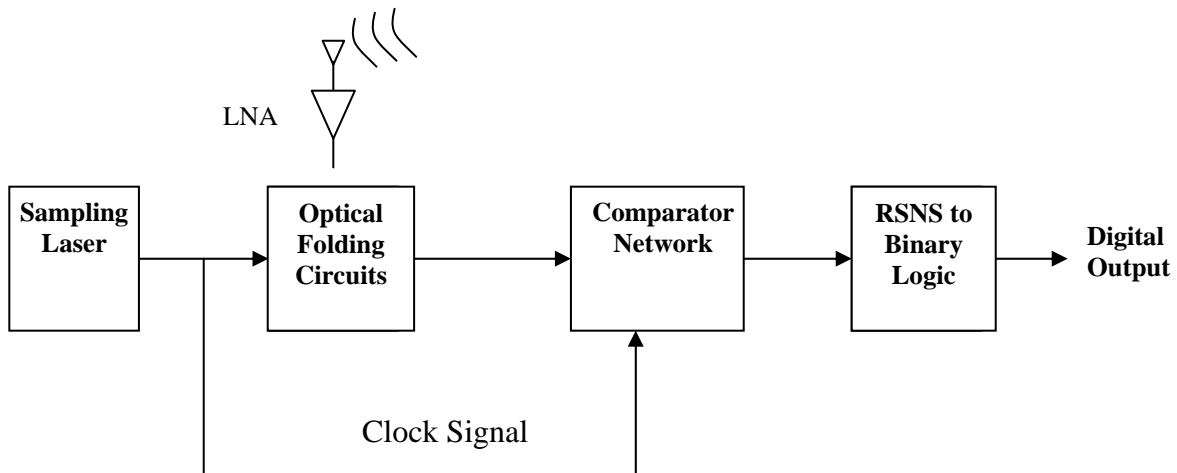 LNA
Sampling
Laser
Optical
Folding
Circuits
Comparator
Network
RSNS to
Binary
Logic
Digital
Output
Clock Signal